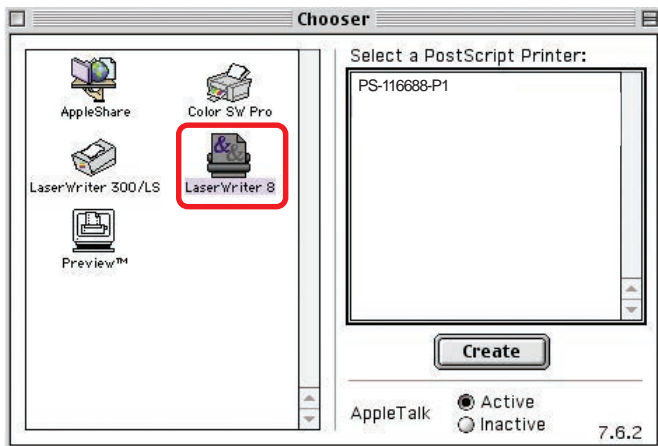 Chooser
AppleShare
Color SW Pro
LaserWriter 300/LS
LaserWriter 8
Preview™
Select a PostScript Printer:
PS-116688-P1
Create
AppleTalk
Active
Inactive
7.6.2